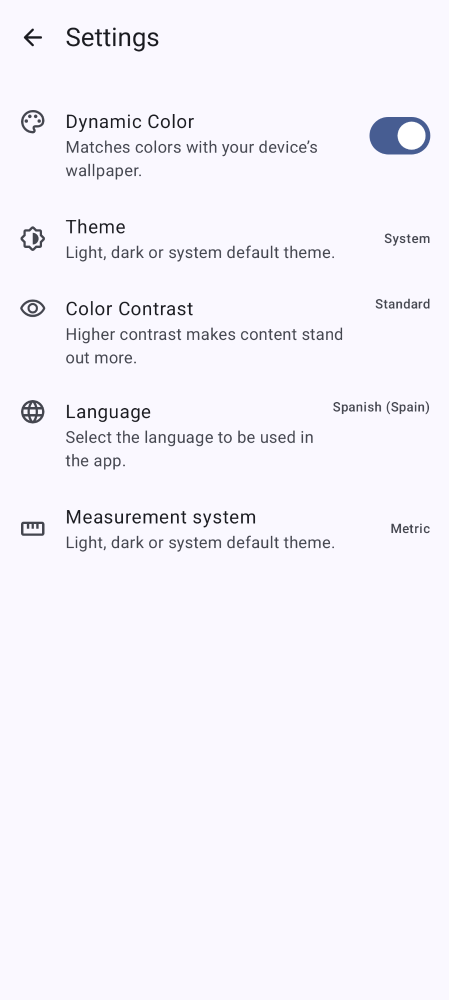 Settings
Dynamic Color
Matches colors with your device’s
wallpaper.
Theme
Light, dark or system default theme.
System
Color Contrast
Standard
Higher contrast makes content stand
out more.
Language
Spanish (Spain)
Select the language to be used in
the app.
Measurement system
Light, dark or system default theme.
Metric